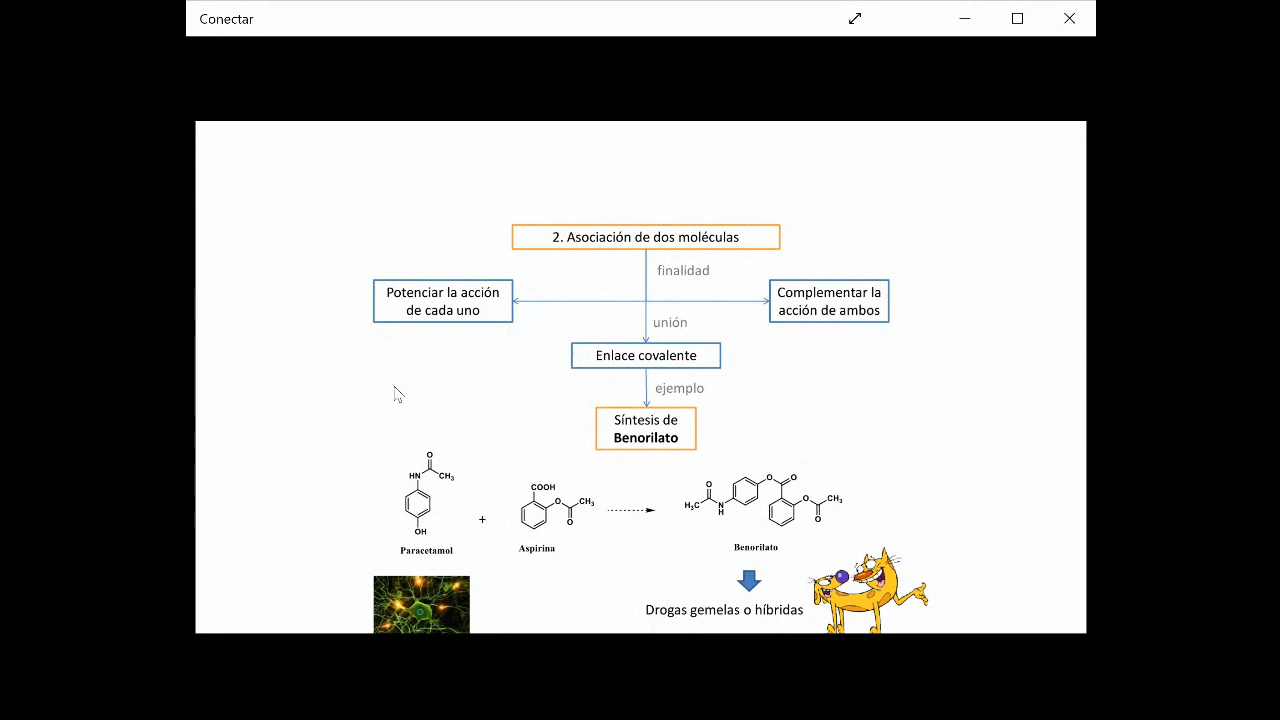 Conectar
2. Asociación de dos moléculas
finalidad
Potenciar la acción
de cada uno
Complementar la
acción de ambos
unión
Enlace covalente
ejemplo
Síntesis de
Benorilato
O
HN
CH3
OH
Paracetamol
+
COOH
O
CH3
O
Aspirina
O
H3C
N
H
O
O
O
CH3
O
Benorilato
Drogas gemelas o híbridas